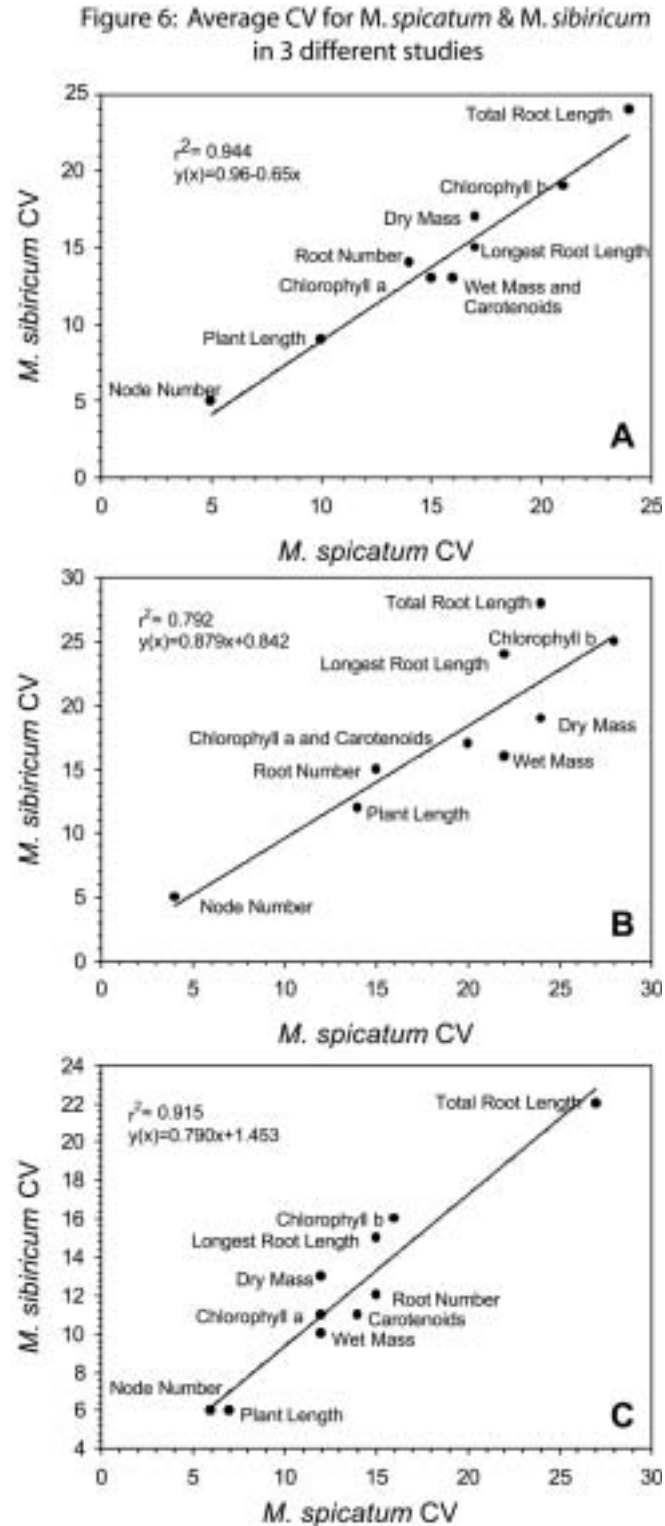 Figure 6: Average CV for M. spicatum & M. sibiricum
in 3 different studies
25
20
15
10
5
0
M. sibiricum CV
r2= 0.944
y(x)=0.96-0.65x
Total Root Length
Chlorophyll b
Dry Mass
Root Number
Longest Root Length
Chlorophyll a
Wet Mass and
Carotenoids
Plant Length
Node Number
A
0 5 10 15 20 25
M. spicatum CV
30
25
20
15
10
5
0
M. sibiricum CV
r2= 0.792
y(x)=0.879x+0.842
Total Root Length
Chlorophyll b
Longest Root Length
Dry Mass
Chlorophyll a and Carotenoids
Wet Mass
Root Number
Plant Length
Node Number
B
0 5 10 15 20 25 30
M. spicatum CV
24
22
20
18
16
14
12
10
8
6
4
M. sibiricum CV
r2= 0.915
y(x)=0.790x+1.453
Total Root Length
Chlorophyll b
Longest Root Length
Dry Mass
Root Number
Chlorophyll a
Carotenoids
Wet Mass
Node Number
Plant Length
C
0 5 10 15 20 25 30
M. spicatum CV